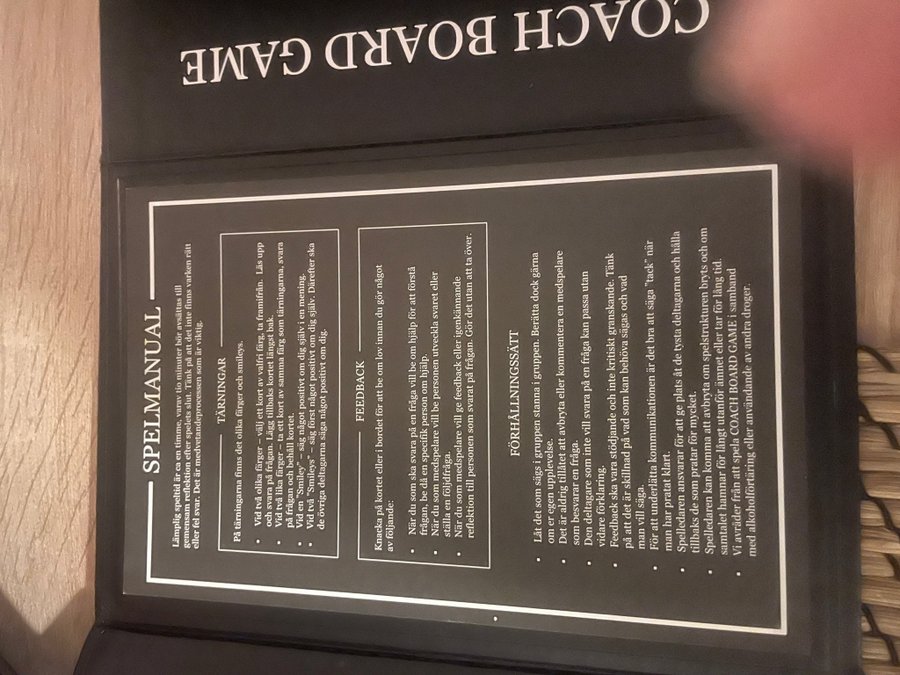 COACH BOARD GAME
SPELMANUAL
Lämplig speltid är ca en timme, varav tio minuter bör avsättas till
gemensam reflektion efter spelets slut. Tänk på att det inte finns varken rätt
eller fel svar. Det är medvetandeprocessen som är viktig.
TÄRNINGAR
På tärningarna finns det olika färger och smileys.
• Vid två olika färger – välj ett kort av valfri färg, ta framifrån. Läs upp
och svara på frågan. Lägg tillbaks kortet längst bak.
• Vid två lika färger – ta ett kort av samma färg som tärningarna, svara
på frågan och behåll kortet.
• Vid en "Smiley" – säg något positivt om dig själv i en mening.
• Vid två "Smileys" – säg först något positivt om dig själv. Därefter ska
de övriga deltagarna säga något positivt om dig.
FEEDBACK
Knacka på kortet eller i bordet för att be om lov innan du gör något
av följande:
• När du som ska svara på en fråga vill be om hjälp för att förstå
frågan, be då en specifik person om hjälp.
• När du som medspelare vill be personen utveckla svaret eller
ställa en följdfråga.
• När du som medspelare vill ge feedback eller igenkännande
reflektion till personen som svarat på frågan. Gör det utan att ta över.
FÖRHÅLLNINGSSÄTT
• Låt det som sägs i gruppen stanna i gruppen. Berätta dock gärna
om er egen upplevelse.
• Det är aldrig tillåtet att avbryta eller kommentera en medspelare
som besvarar en fråga.
• Den deltagare som inte vill svara på en fråga kan passa utan
vidare förklaring.
• Feedback ska vara stödjande och inte kritiskt granskande. Tänk
på att det är skillnad på vad som kan behöva sägas och vad
man vill säga.
• För att underlätta kommunikationen är det bra att säga "tack" när
man har pratat klart.
• Spelledaren ansvarar för att ge plats åt de tysta deltagarna och hålla
tillbaks de som pratar för mycket.
• Spelledaren kan komma att avbryta om spelstrukturen bryts och om
samtalet hamnar för långt utanför ämnet eller tar för lång tid.
• Vi avråder från att spela COACH BOARD GAME i samband
med alkoholförtäring eller användande av andra droger.